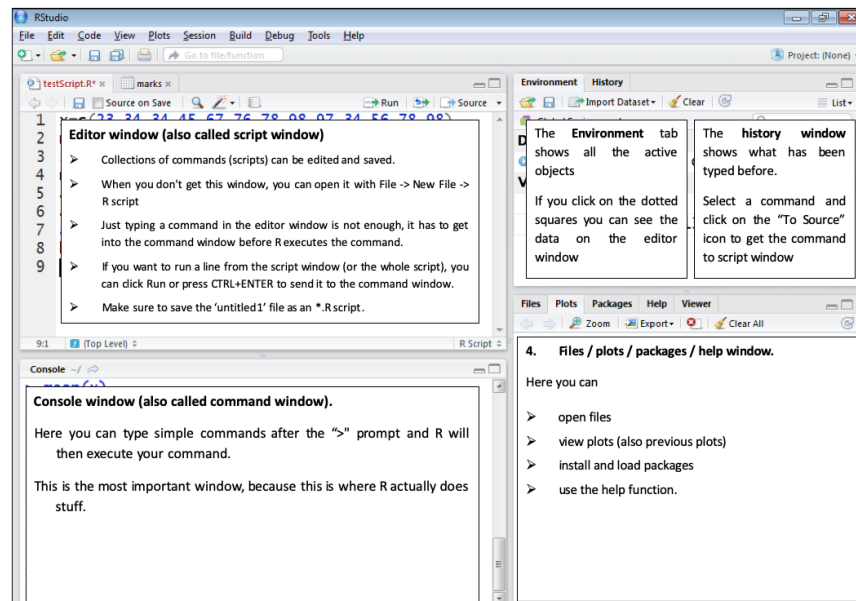 RStudio
File Edit Code View Plots Session Build Debug Tools Help
Go to file/function
Project: (None)
testScript.R* × marks ×
Source on Save Run Source
1
2
3
4
5
6
7
8
9
Editor window (also called script window)
➢ Collections of commands (scripts) can be edited and saved.
➢ When you don't get this window, you can open it with File -> New File ->
R script
➢ Just typing a command in the editor window is not enough, it has to get
into the command window before R executes the command.
➢ If you want to run a line from the script window (or the whole script), you
can click Run or press CTRL+ENTER to send it to the command window.
➢ Make sure to save the 'untitled1' file as an *.R script.
9:1 (Top Level) R Script
Console ~/
Console window (also called command window).
Here you can type simple commands after the ">" prompt and R will
then execute your command.
This is the most important window, because this is where R actually does
stuff.
Environment History
Import Dataset Clear List
The Environment tab
shows all the active
objects
If you click on the dotted
squares you can see the
data on the editor
window
The history window
shows what has been
typed before.
Select a command and
click on the "To Source"
icon to get the command
to script window
Files Plots Packages Help Viewer
Zoom Export Clear All
4. Files / plots / packages / help window.
Here you can
➢ open files
➢ view plots (also previous plots)
➢ install and load packages
➢ use the help function.